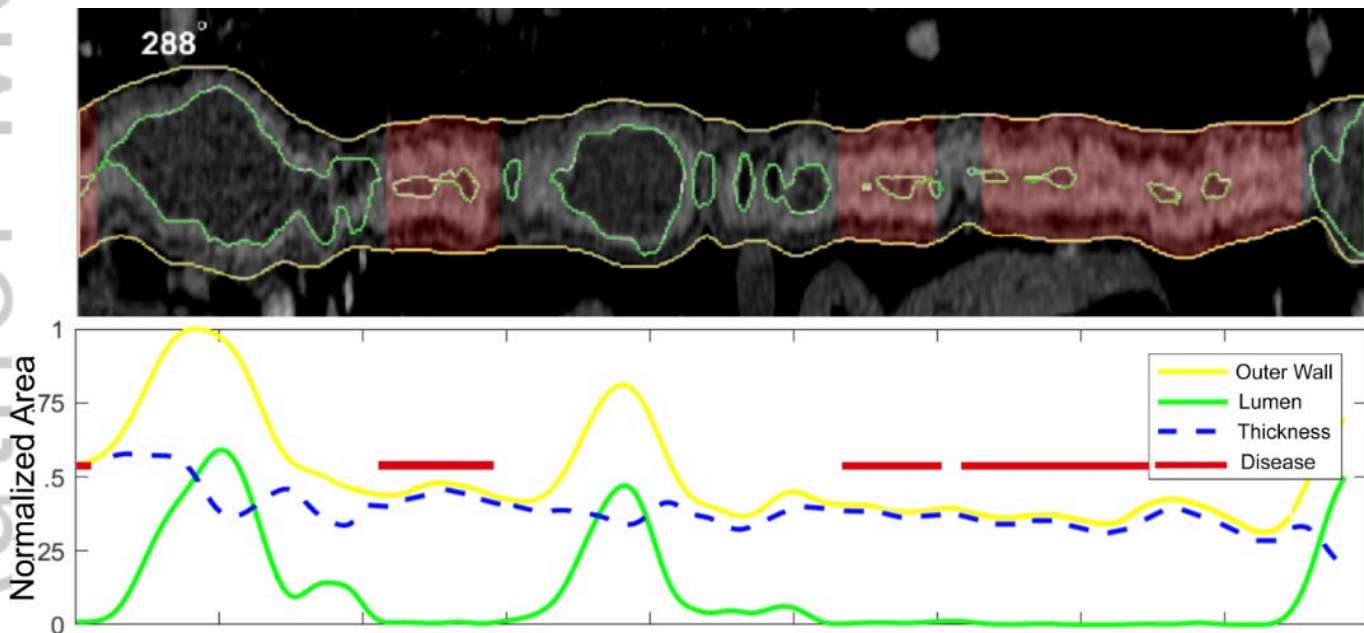 288°
1
.75
.5
.25
0
Normalized Area
Outer Wall
Lumen
Thickness
Disease